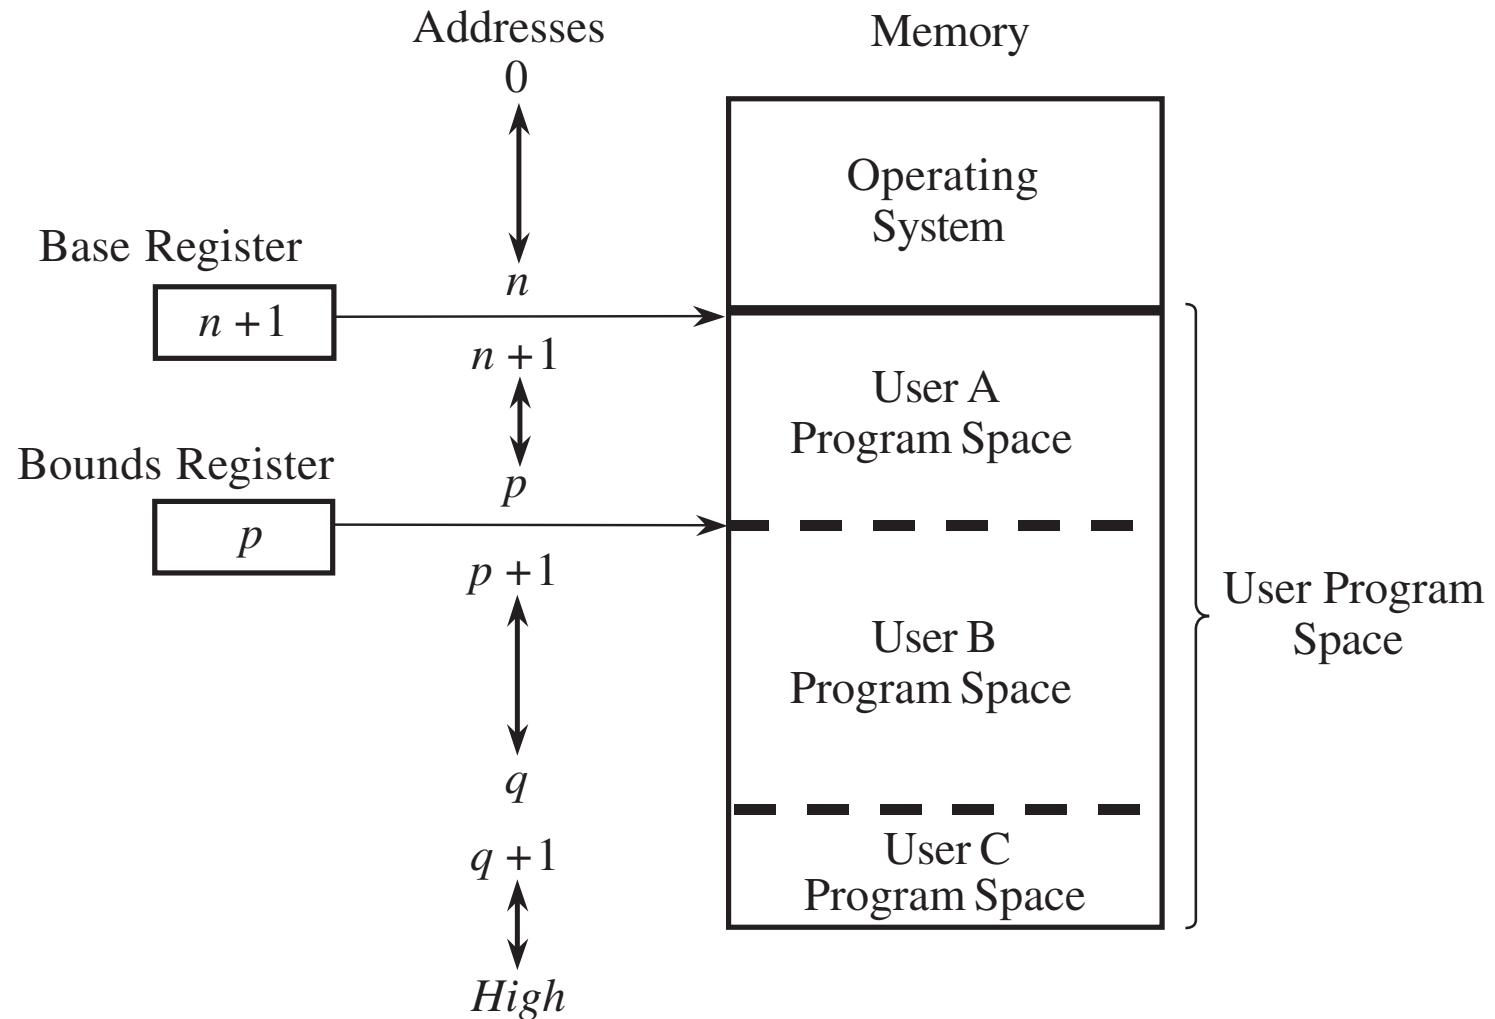 Addresses
Memory
0
Operating
System
Base Register
n
n + 1
n + 1
User A
Program Space
Bounds Register
p
p
p + 1
User B
Program Space
User Program
Space
q
q + 1
User C
Program Space
High